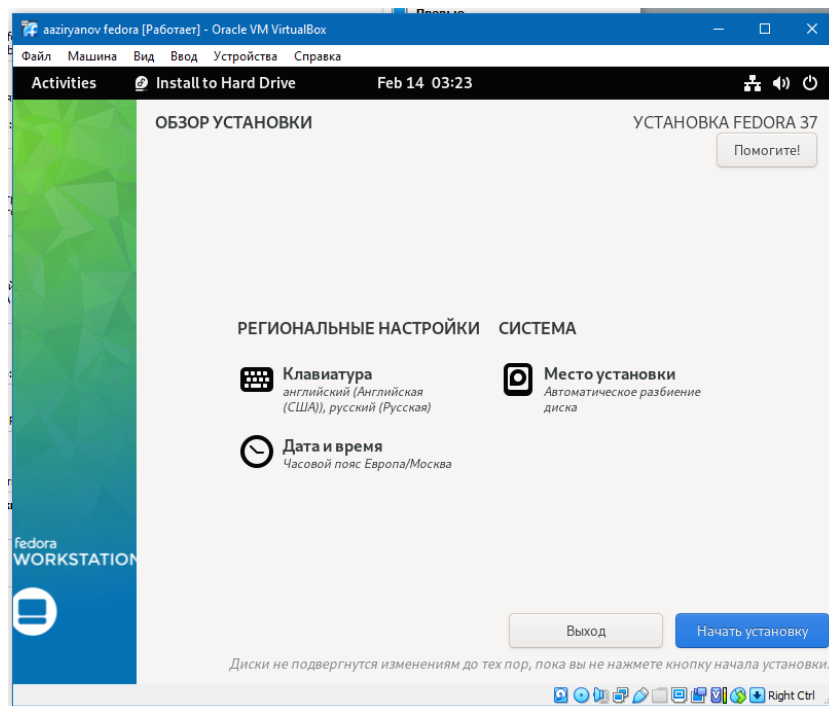 aaziryanov fedora [Работает] - Oracle VM VirtualBox
Файл Машина Вид Ввод Устройства Справка
Activities Install to Hard Drive Feb 14 03:23
ОБЗОР УСТАНОВКИ
УСТАНОВКА FEDORA 37
Помогите!
РЕГИОНАЛЬНЫЕ НАСТРОЙКИ
Клавиатура
английский (Английская
(США)), русский (Русская)
Дата и время
Часовой пояс Европа/Москва
СИСТЕМА
Место установки
Автоматическое разбиение
диска
fedora
WORKSTATION
Выход
Начать установку
Диски не подвергнутся изменениям до тех пор, пока вы не нажмете кнопку начала установки.
Right Ctrl